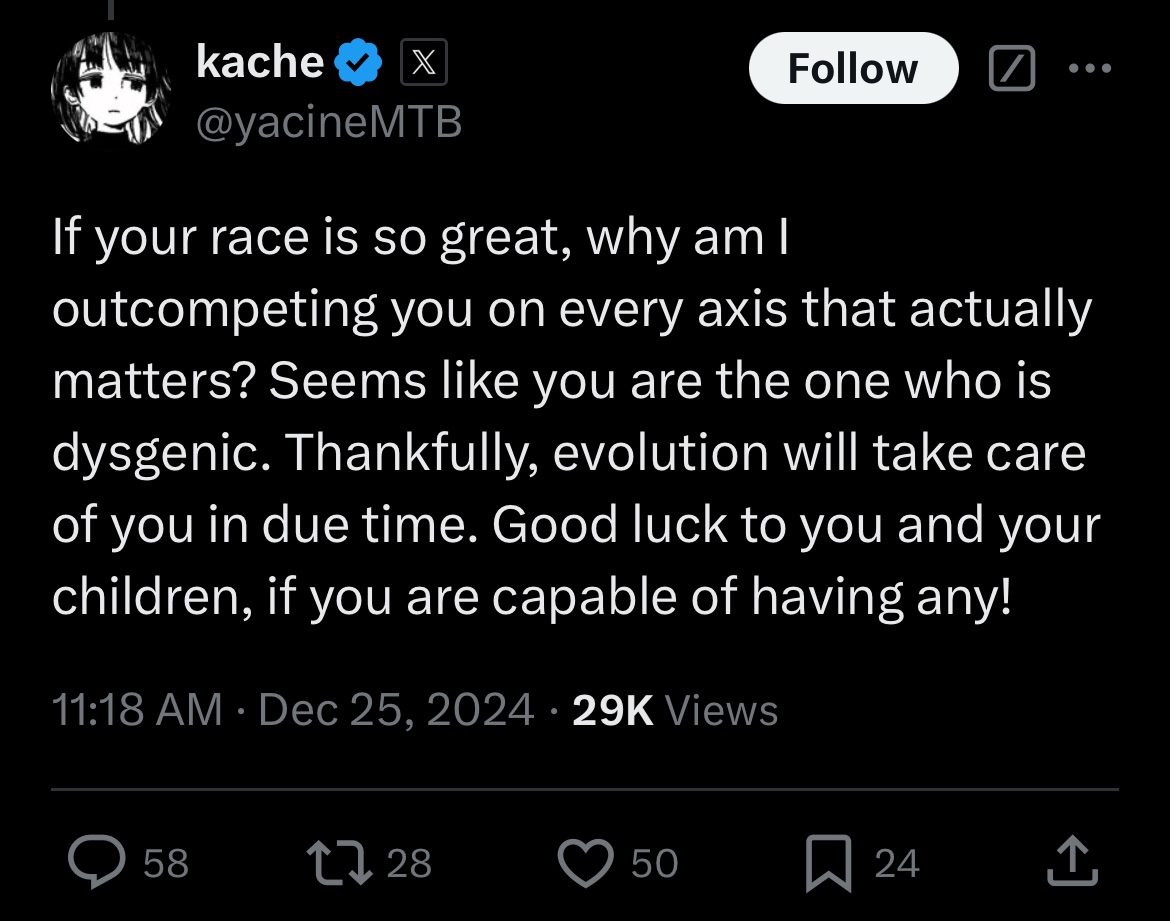 kache
Follow
@yacineMTB
If your race is so great, why am I
outcompeting you on every axis that actually
matters? Seems like you are the one who is
dysgenic. Thankfully, evolution will take care
of you in due time. Good luck to you and your
children, if you are capable of having any!
11:18 AM · Dec 25, 2024 · 29K Views
58 28 50 24